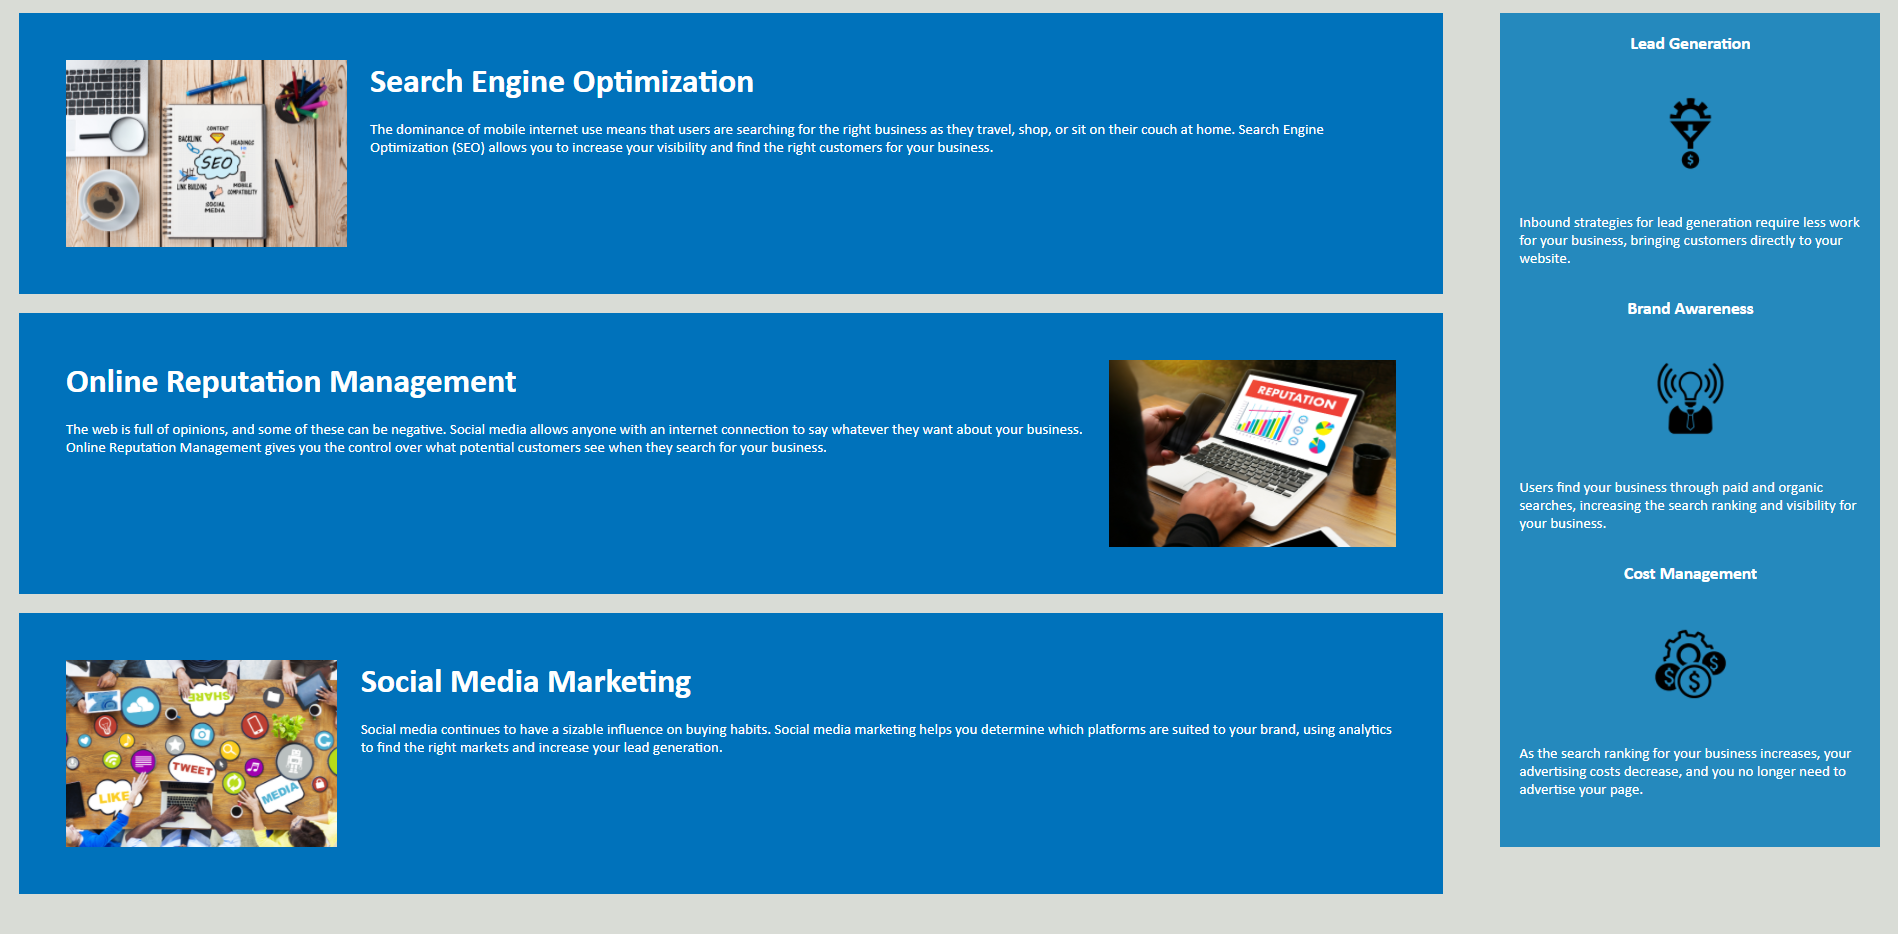 Search Engine Optimization
The dominance of mobile internet use means that users are searching for the right business as they travel, shop, or sit on their couch at home. Search Engine
Optimization (SEO) allows you to increase your visibility and find the right customers for your business.
CONTENT
BACKLINK
HEADINGS
SEO
LINK BUILDING
MOBILE
COMPATIBILITY
SOCIAL
MEDIA
Online Reputation Management
The web is full of opinions, and some of these can be negative. Social media allows anyone with an internet connection to say whatever they want about your business.
Online Reputation Management gives you the control over what potential customers see when they search for your business.
REPUTATION
Social Media Marketing
Social media continues to have a sizable influence on buying habits. Social media marketing helps you determine which platforms are suited to your brand, using analytics
to find the right markets and increase your lead generation.
SHARE
TWEET
LIKE
MEDIA
Lead Generation
$
Inbound strategies for lead generation require less work
for your business, bringing customers directly to your
website.
Brand Awareness
Users find your business through paid and organic
searches, increasing the search ranking and visibility for
your business.
Cost Management
$
$ $
As the search ranking for your business increases, your
advertising costs decrease, and you no longer need to
advertise your page.